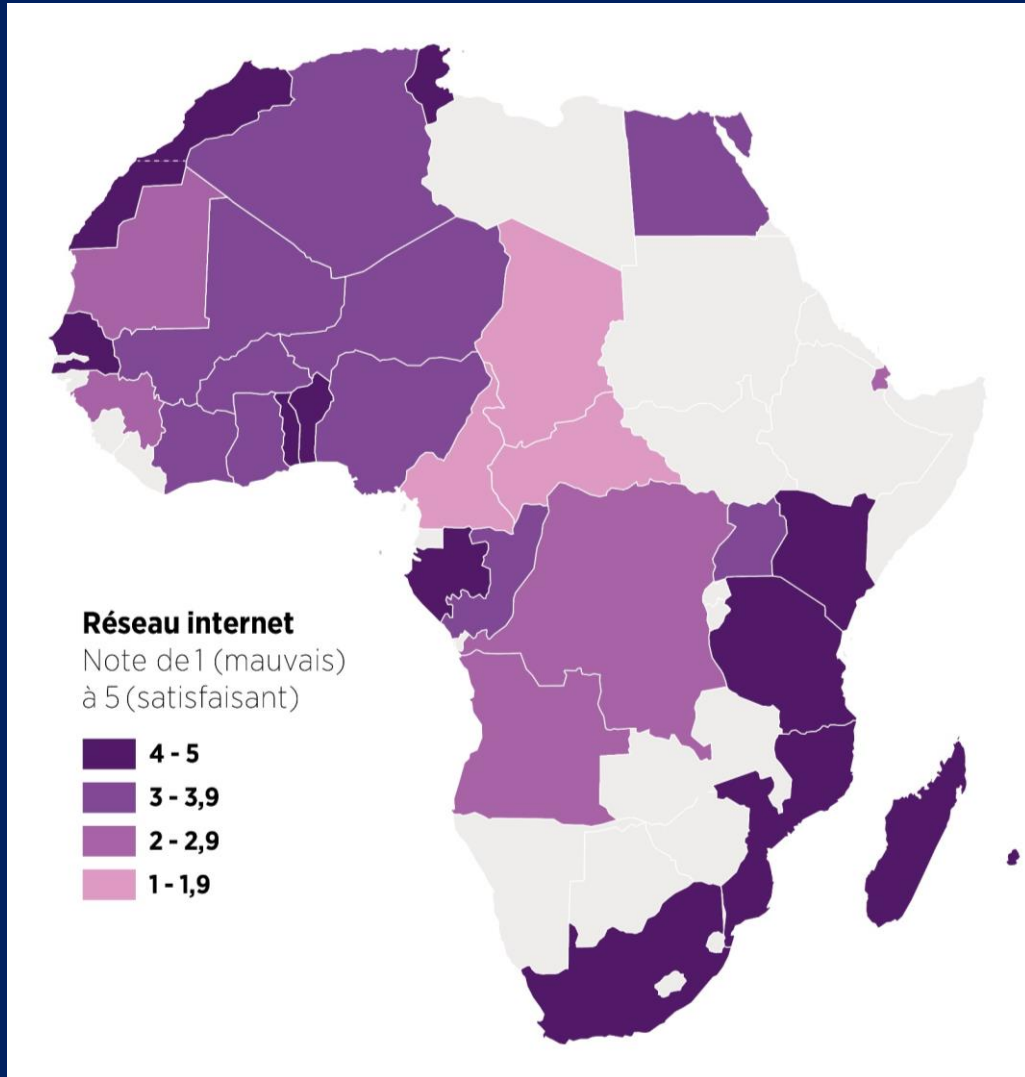 Réseau internet
Note de 1 (mauvais)
à 5 (satisfaisant)
4 - 5
3 - 3,9
2 - 2,9
1 - 1,9